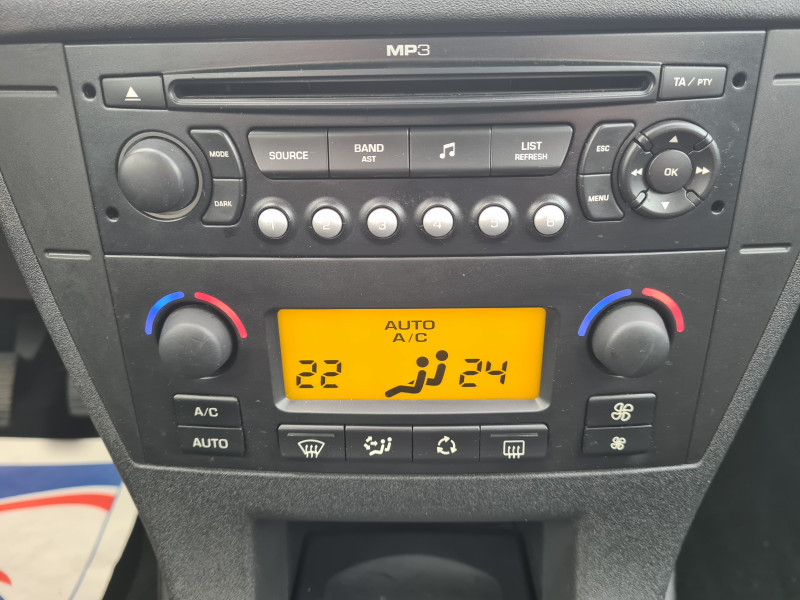 MP3
TA / PTY
MODE
SOURCE
BAND
AST
LIST
REFRESH
ESC
OK
DARK
MENU
1 2 3 4 5 6
AUTO
A/C
22 24
A/C
AUTO